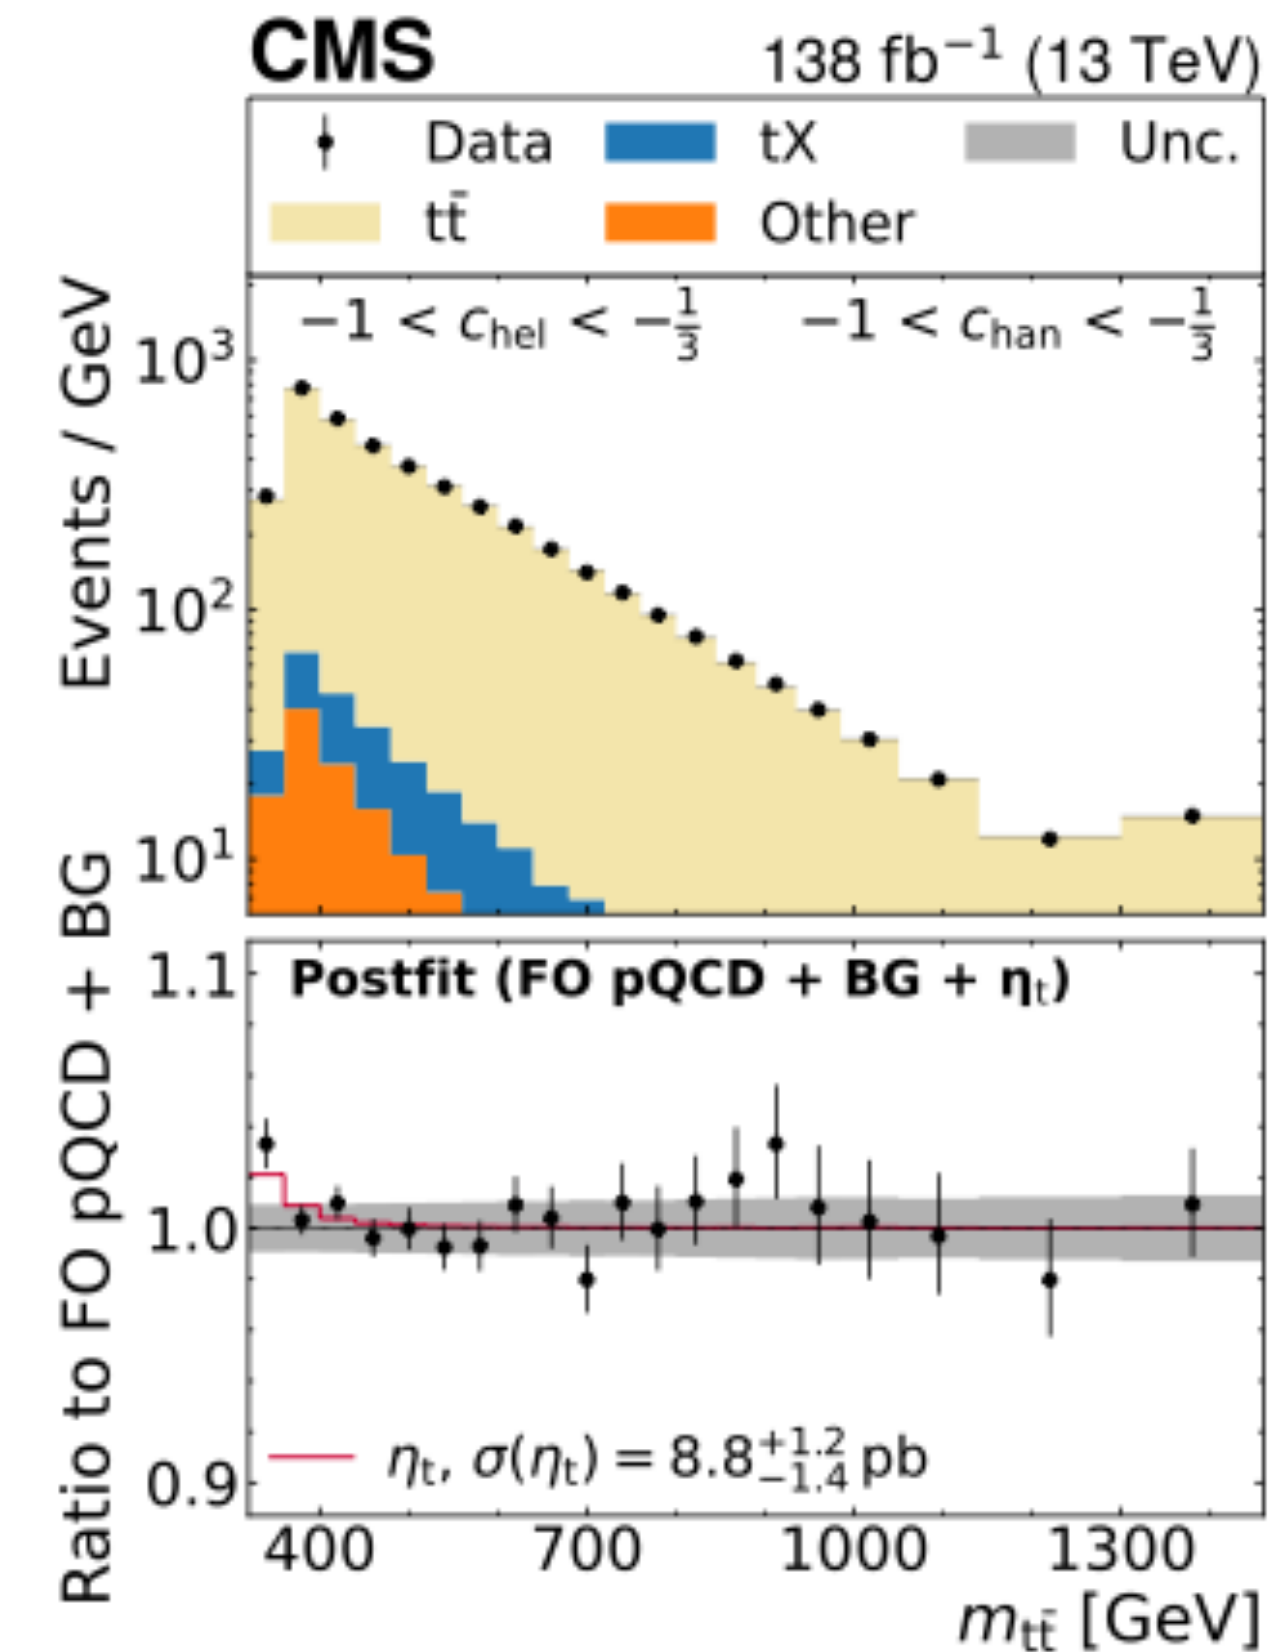 CMS 138 fb⁻¹ (13 TeV)
Data tX Unc.
tt̄ Other
−1 < c_hel < −1/3 −1 < c_han < −1/3
Events / GeV
10³
10²
10¹
Ratio to FO pQCD + BG
Postfit (FO pQCD + BG + η_t)
1.1
1.0
0.9
η_t, σ(η_t) = 8.8 +1.2 −1.4 pb
400 700 1000 1300
m_tt̄ [GeV]